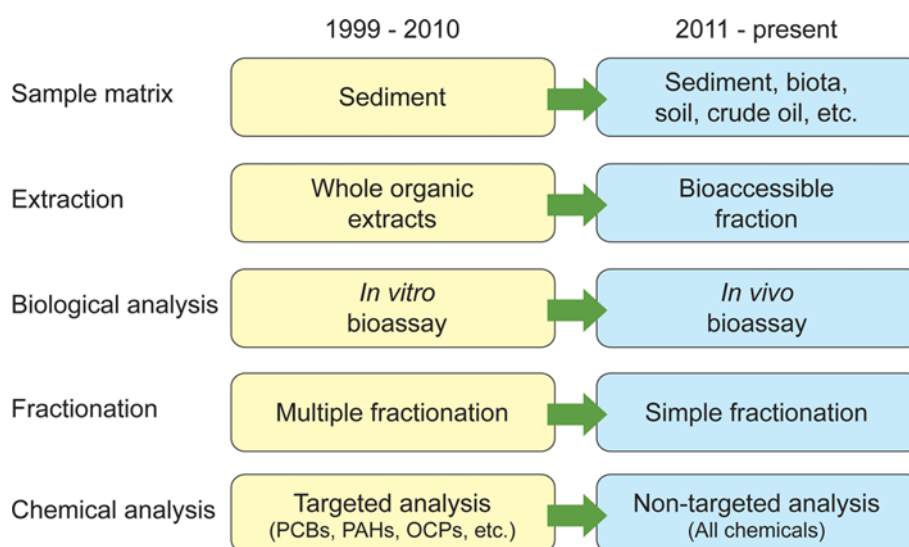 1999 - 2010
2011 - present
Sample matrix
Sediment
Sediment, biota,
soil, crude oil, etc.
Extraction
Whole organic
extracts
Bioaccessible
fraction
Biological analysis
In vitro
bioassay
In vivo
bioassay
Fractionation
Multiple fractionation
Simple fractionation
Chemical analysis
Targeted analysis
(PCBs, PAHs, OCPs, etc.)
Non-targeted analysis
(All chemicals)